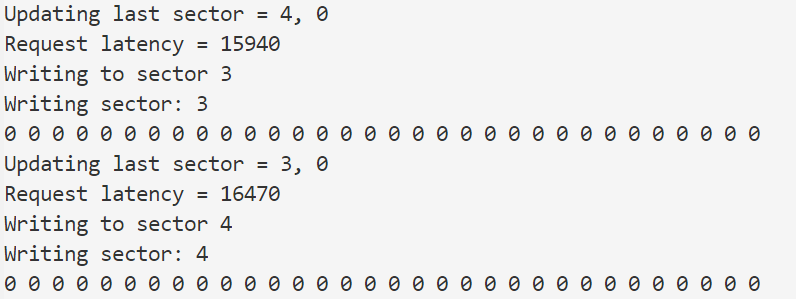 Updating last sector = 4, 0
Request latency = 15940
Writing to sector 3
Writing sector: 3
0 0 0 0 0 0 0 0 0 0 0 0 0 0 0 0 0 0 0 0 0 0 0 0 0 0 0 0 0 0 0 0
Updating last sector = 3, 0
Request latency = 16470
Writing to sector 4
Writing sector: 4
0 0 0 0 0 0 0 0 0 0 0 0 0 0 0 0 0 0 0 0 0 0 0 0 0 0 0 0 0 0 0 0